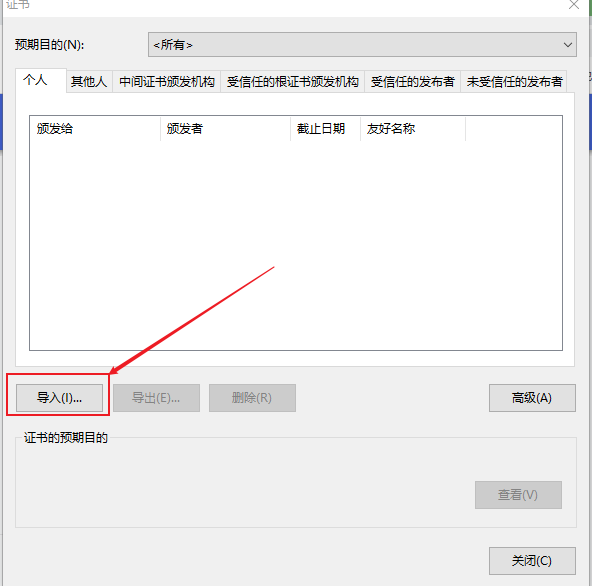 证书
预期目的(N):
<所有>
个人 其他人 中间证书颁发机构 受信任的根证书颁发机构 受信任的发布者 未受信任的发布者
颁发给 颁发者 截止日期 友好名称
导入(I)... 导出(E)... 删除(R) 高级(A)
证书的预期目的
查看(V)
关闭(C)